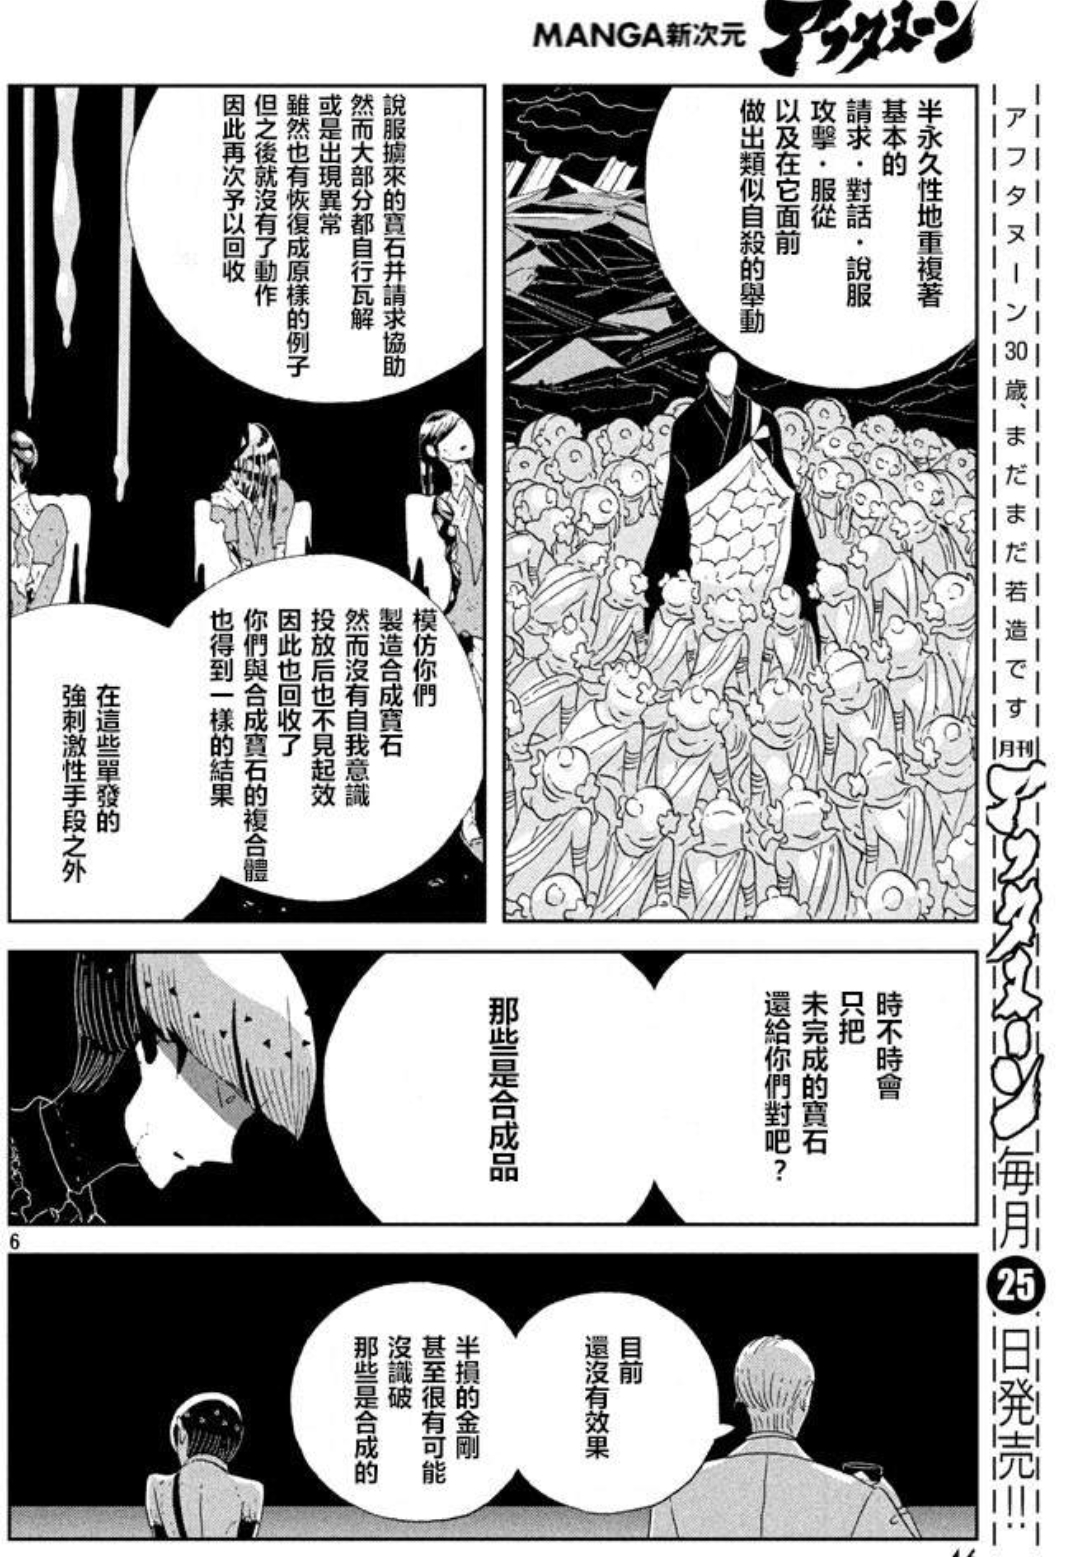 MANGA新次元 アフタヌーン
半永久性地重複著
基本的
請求・對話・說服
攻擊・服從
以及在它面前
做出類似自殺的舉動
說服擄來的寶石并請求協助
然而大部分都自行瓦解
或是出現異常
雖然也有恢復成原樣的例子
但之後就沒有了動作
因此再次予以回收
模仿你們
製造合成寶石
然而沒有自我意識
投放后也不見起效
因此也回收了
你們與合成寶石的複合體
也得到一樣的結果
在這些單發的
強刺激性手段之外
時不時會
只把
未完成的寶石
還給你們對吧？
那些是合成品
6
目前
還沒有效果
半損的金剛
甚至很有可能
沒識破
那些是合成的
アフタヌーン30歳、まだまだ若造です 月刊アフタヌーン毎月25日発売!!!